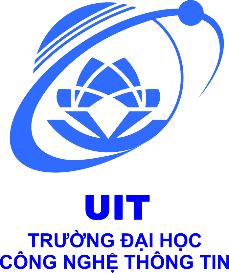 UIT
TRƯỜNG ĐẠI HỌC
CÔNG NGHỆ THÔNG TIN